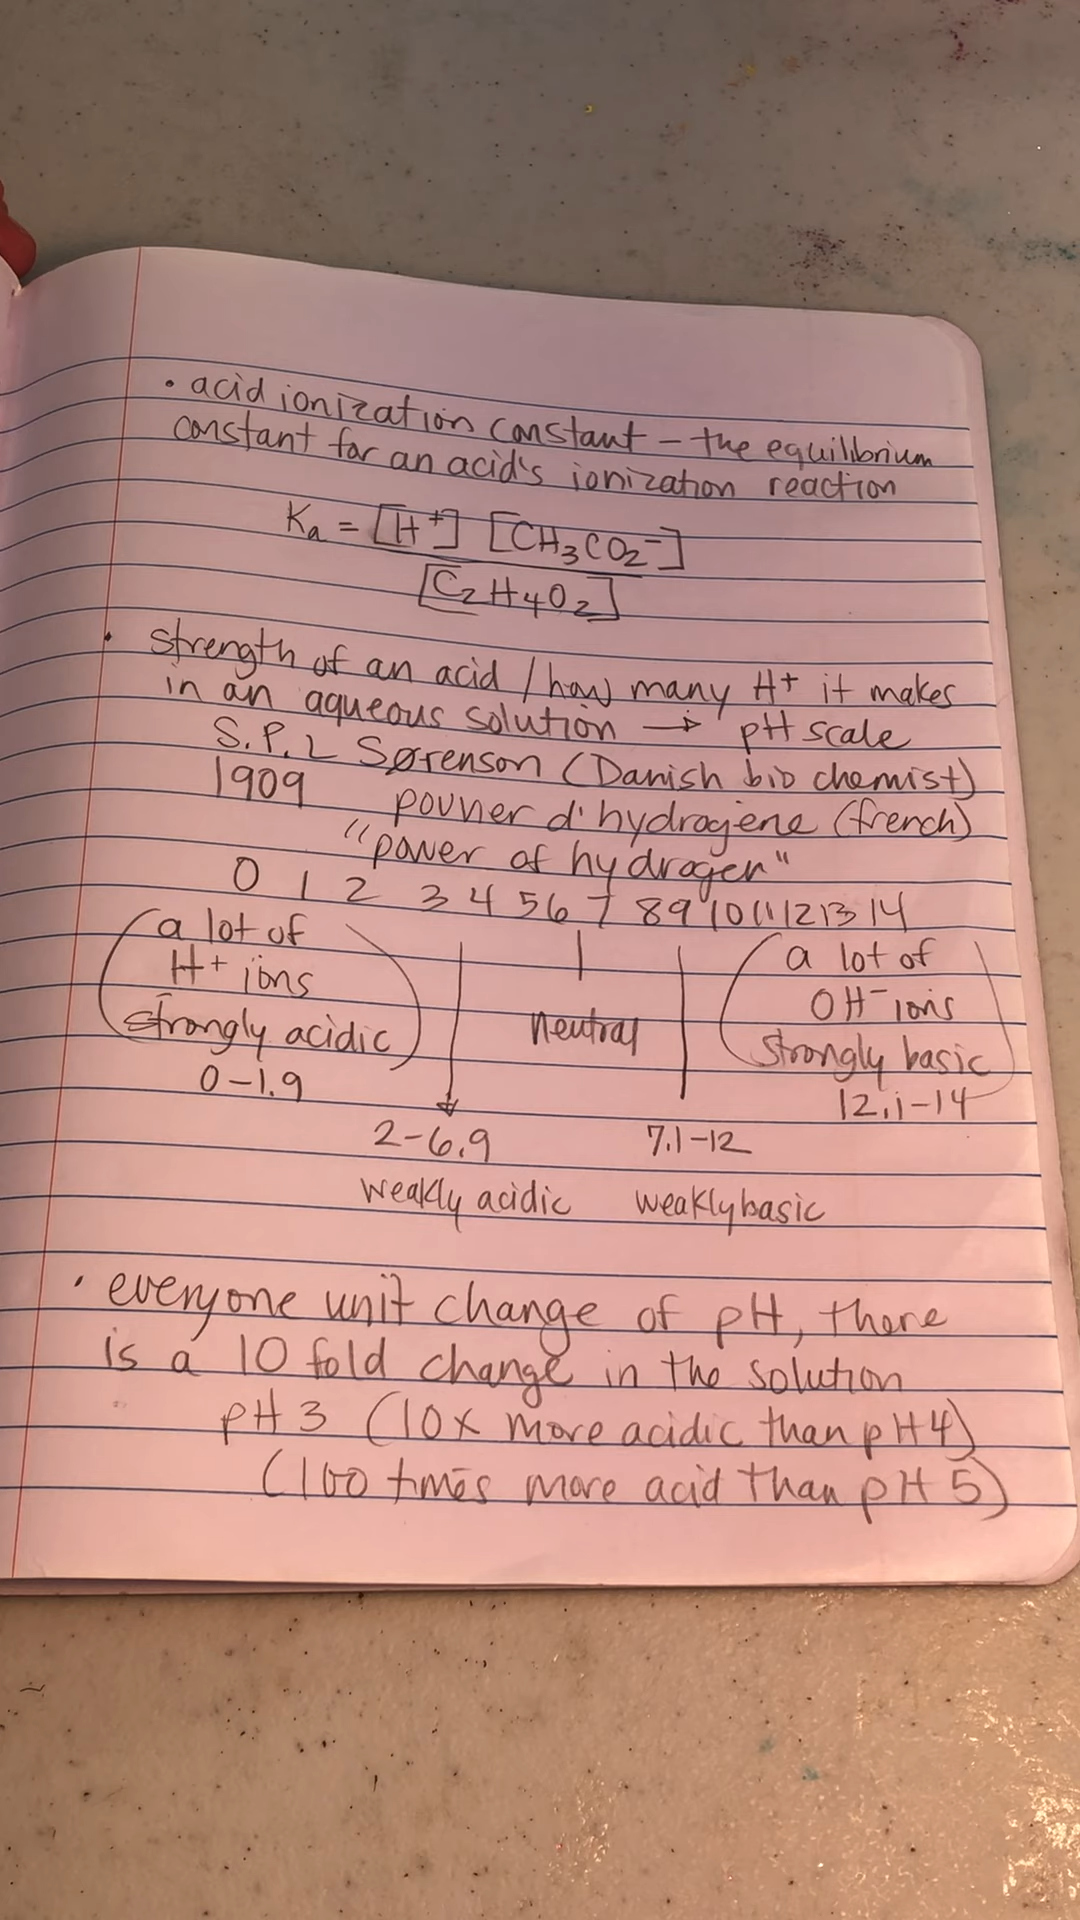 • acid ionization constant – the equilibrium
constant for an acid's ionization reaction
Ka = [H+] [CH3CO2-]
[C2H4O2]
• strength of an acid / how many H+ it makes
in an aqueous solution → pH scale
S.P.L Sørenson (Danish bio chemist)
1909 pouner d' hydrogène (french)
"power of hydrogen"
0 1 2 3 4 5 6 7 8 9 10 11 12 13 14
a lot of
H+ ions
strongly acidic
0-1.9
neutral
a lot of
OH- ions
strongly basic
12.1-14
2-6.9
weakly acidic
7.1-12
weakly basic
• everyone unit change of pH, there
is a 10 fold change in the solution
pH 3 (10x more acidic than pH4)
(100 times more acid than pH 5)